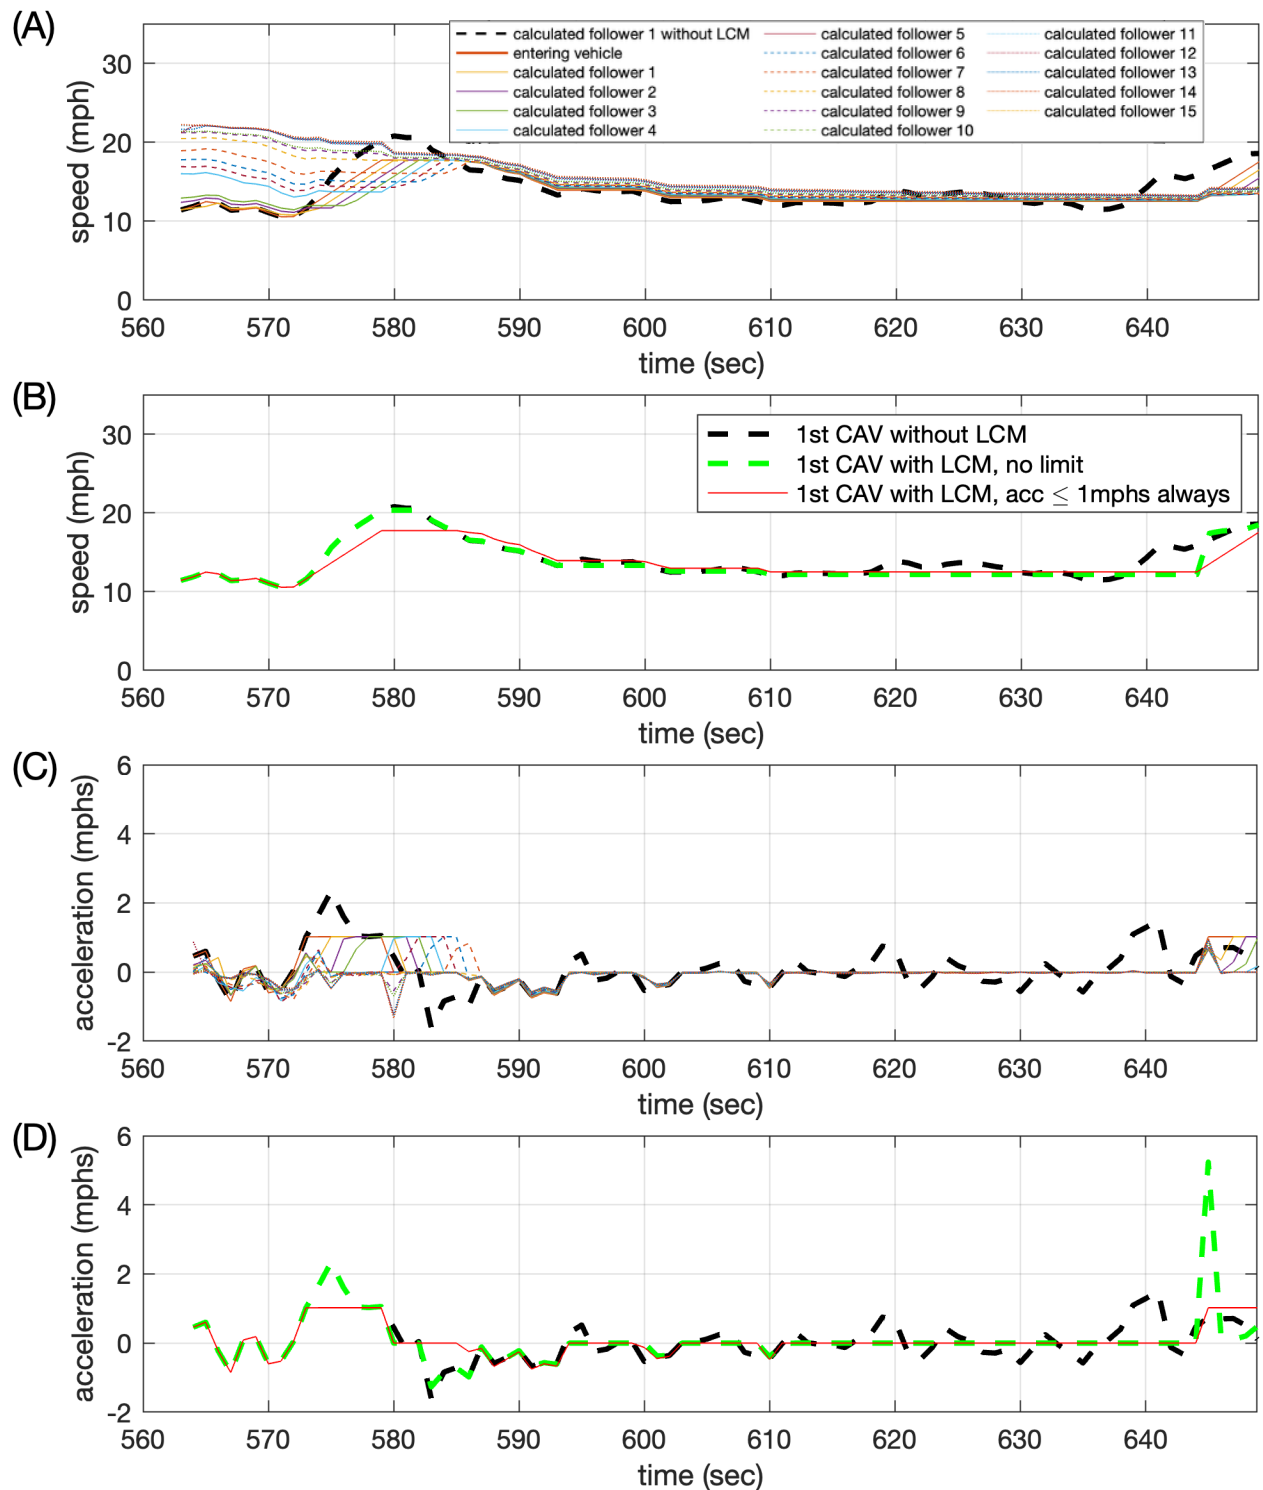 (A)
speed (mph)
30
20
10
0
calculated follower 1 without LCM
entering vehicle
calculated follower 1
calculated follower 2
calculated follower 3
calculated follower 4
calculated follower 5
calculated follower 6
calculated follower 7
calculated follower 8
calculated follower 9
calculated follower 10
calculated follower 11
calculated follower 12
calculated follower 13
calculated follower 14
calculated follower 15
560 570 580 590 600 610 620 630 640
time (sec)
(B)
speed (mph)
30
20
10
0
1st CAV without LCM
1st CAV with LCM, no limit
1st CAV with LCM, acc ≤ 1mphs always
560 570 580 590 600 610 620 630 640
time (sec)
(C)
acceleration (mphs)
6
4
2
0
-2
560 570 580 590 600 610 620 630 640
time (sec)
(D)
acceleration (mphs)
6
4
2
0
-2
560 570 580 590 600 610 620 630 640
time (sec)